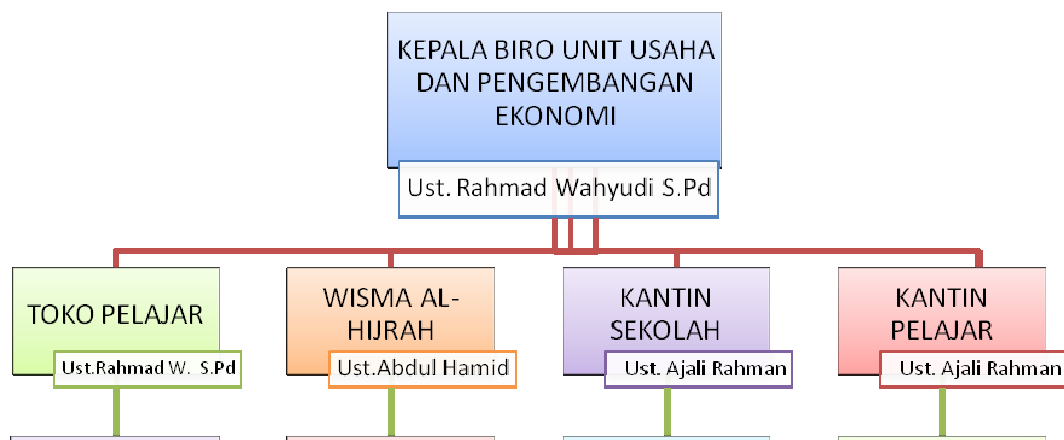 KEPALA BIRO UNIT USAHA
DAN PENGEMBANGAN
EKONOMI
Ust. Rahmad Wahyudi S.Pd
TOKO PELAJAR
Ust.Rahmad W. S.Pd
WISMA AL-
HIJRAH
Ust.Abdul Hamid
KANTIN
SEKOLAH
Ust. Ajali Rahman
KANTIN
PELAJAR
Ust. Ajali Rahman